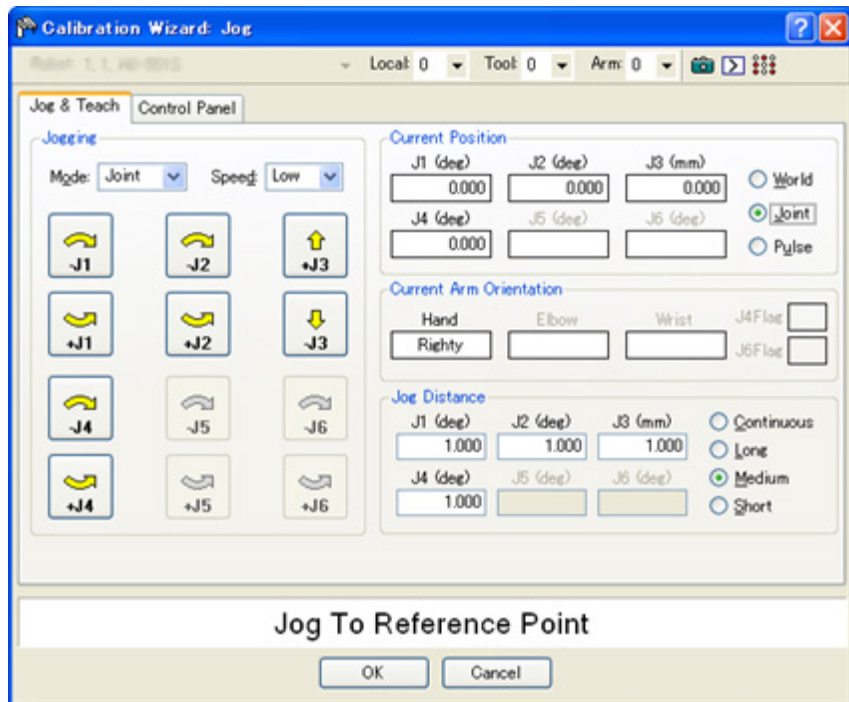 Calibration Wizard: Jog
Local: 0 Tool: 0 Arm: 0
Jog & Teach Control Panel
Jogging
Mode: Joint Speed: Low
-J1 -J2 +J3
+J1 +J2 -J3
-J4 -J5 -J6
+J4 +J5 +J6
Current Position
J1 (deg) J2 (deg) J3 (mm)
0.000 0.000 0.000
J4 (deg) J5 (deg) J6 (deg)
0.000
World
Joint
Pulse
Current Arm Orientation
Hand Elbow Wrist J4Flag
Righty J6Flag
Jog Distance
J1 (deg) J2 (deg) J3 (mm)
1.000 1.000 1.000
J4 (deg) J5 (deg) J6 (deg)
1.000
Continuous
Long
Medium
Short
Jog To Reference Point
OK Cancel